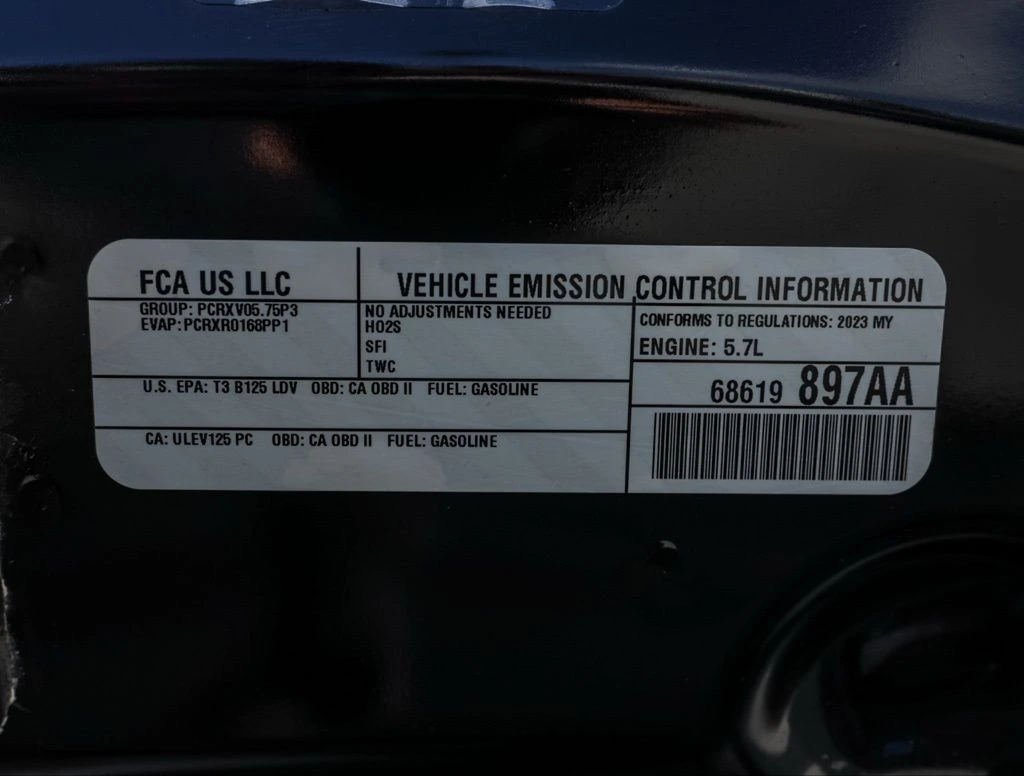 FCA US LLC
VEHICLE EMISSION CONTROL INFORMATION
GROUP: PCRXV05.75P3
EVAP: PCRXR0168PP1
NO ADJUSTMENTS NEEDED
HO2S
SFI
TWC
CONFORMS TO REGULATIONS: 2023 MY
ENGINE: 5.7L
68619 897AA
U.S. EPA: T3 B125 LDV OBD: CA OBD II FUEL: GASOLINE
CA: ULEV125 PC OBD: CA OBD II FUEL: GASOLINE